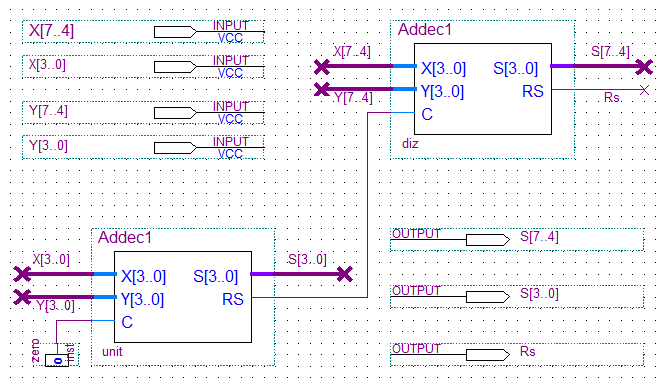 X[7..4] INPUT
VCC
X[3..0] INPUT
VCC
Y[7..4] INPUT
VCC
Y[3..0] INPUT
VCC
Addec1
X[7..4] X[3..0] S[3..0] S[7..4]
Y[7..4] Y[3..0] RS Rs
C
diz
Addec1
X[3..0] X[3..0] S[3..0] S[3..0]
Y[3..0] Y[3..0] RS
C
unit
zero
0
inst
OUTPUT S[7..4]
OUTPUT S[3..0]
OUTPUT Rs